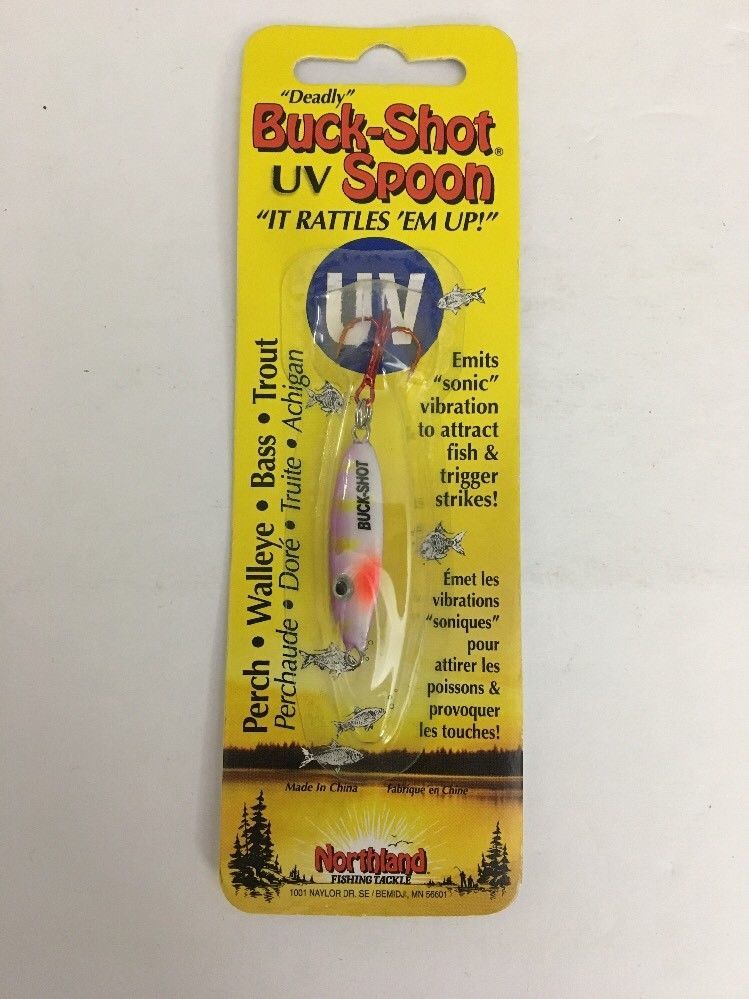 "Deadly"
Buck-Shot®
UV Spoon
"IT RATTLES 'EM UP!"
UV
Perch • Walleye • Bass • Trout
Perchaude • Doré • Truite • Achigan
Emits
"sonic"
vibration
to attract
fish &
trigger
strikes!
BUCK-SHOT
Émet les
vibrations
"soniques"
pour
attirer les
poissons &
provoquer
les touches!
Made In China
Fabriqué en Chine
Northland
FISHING TACKLE
1001 NAYLOR DR. SE / BEMIDJI, MN 56601